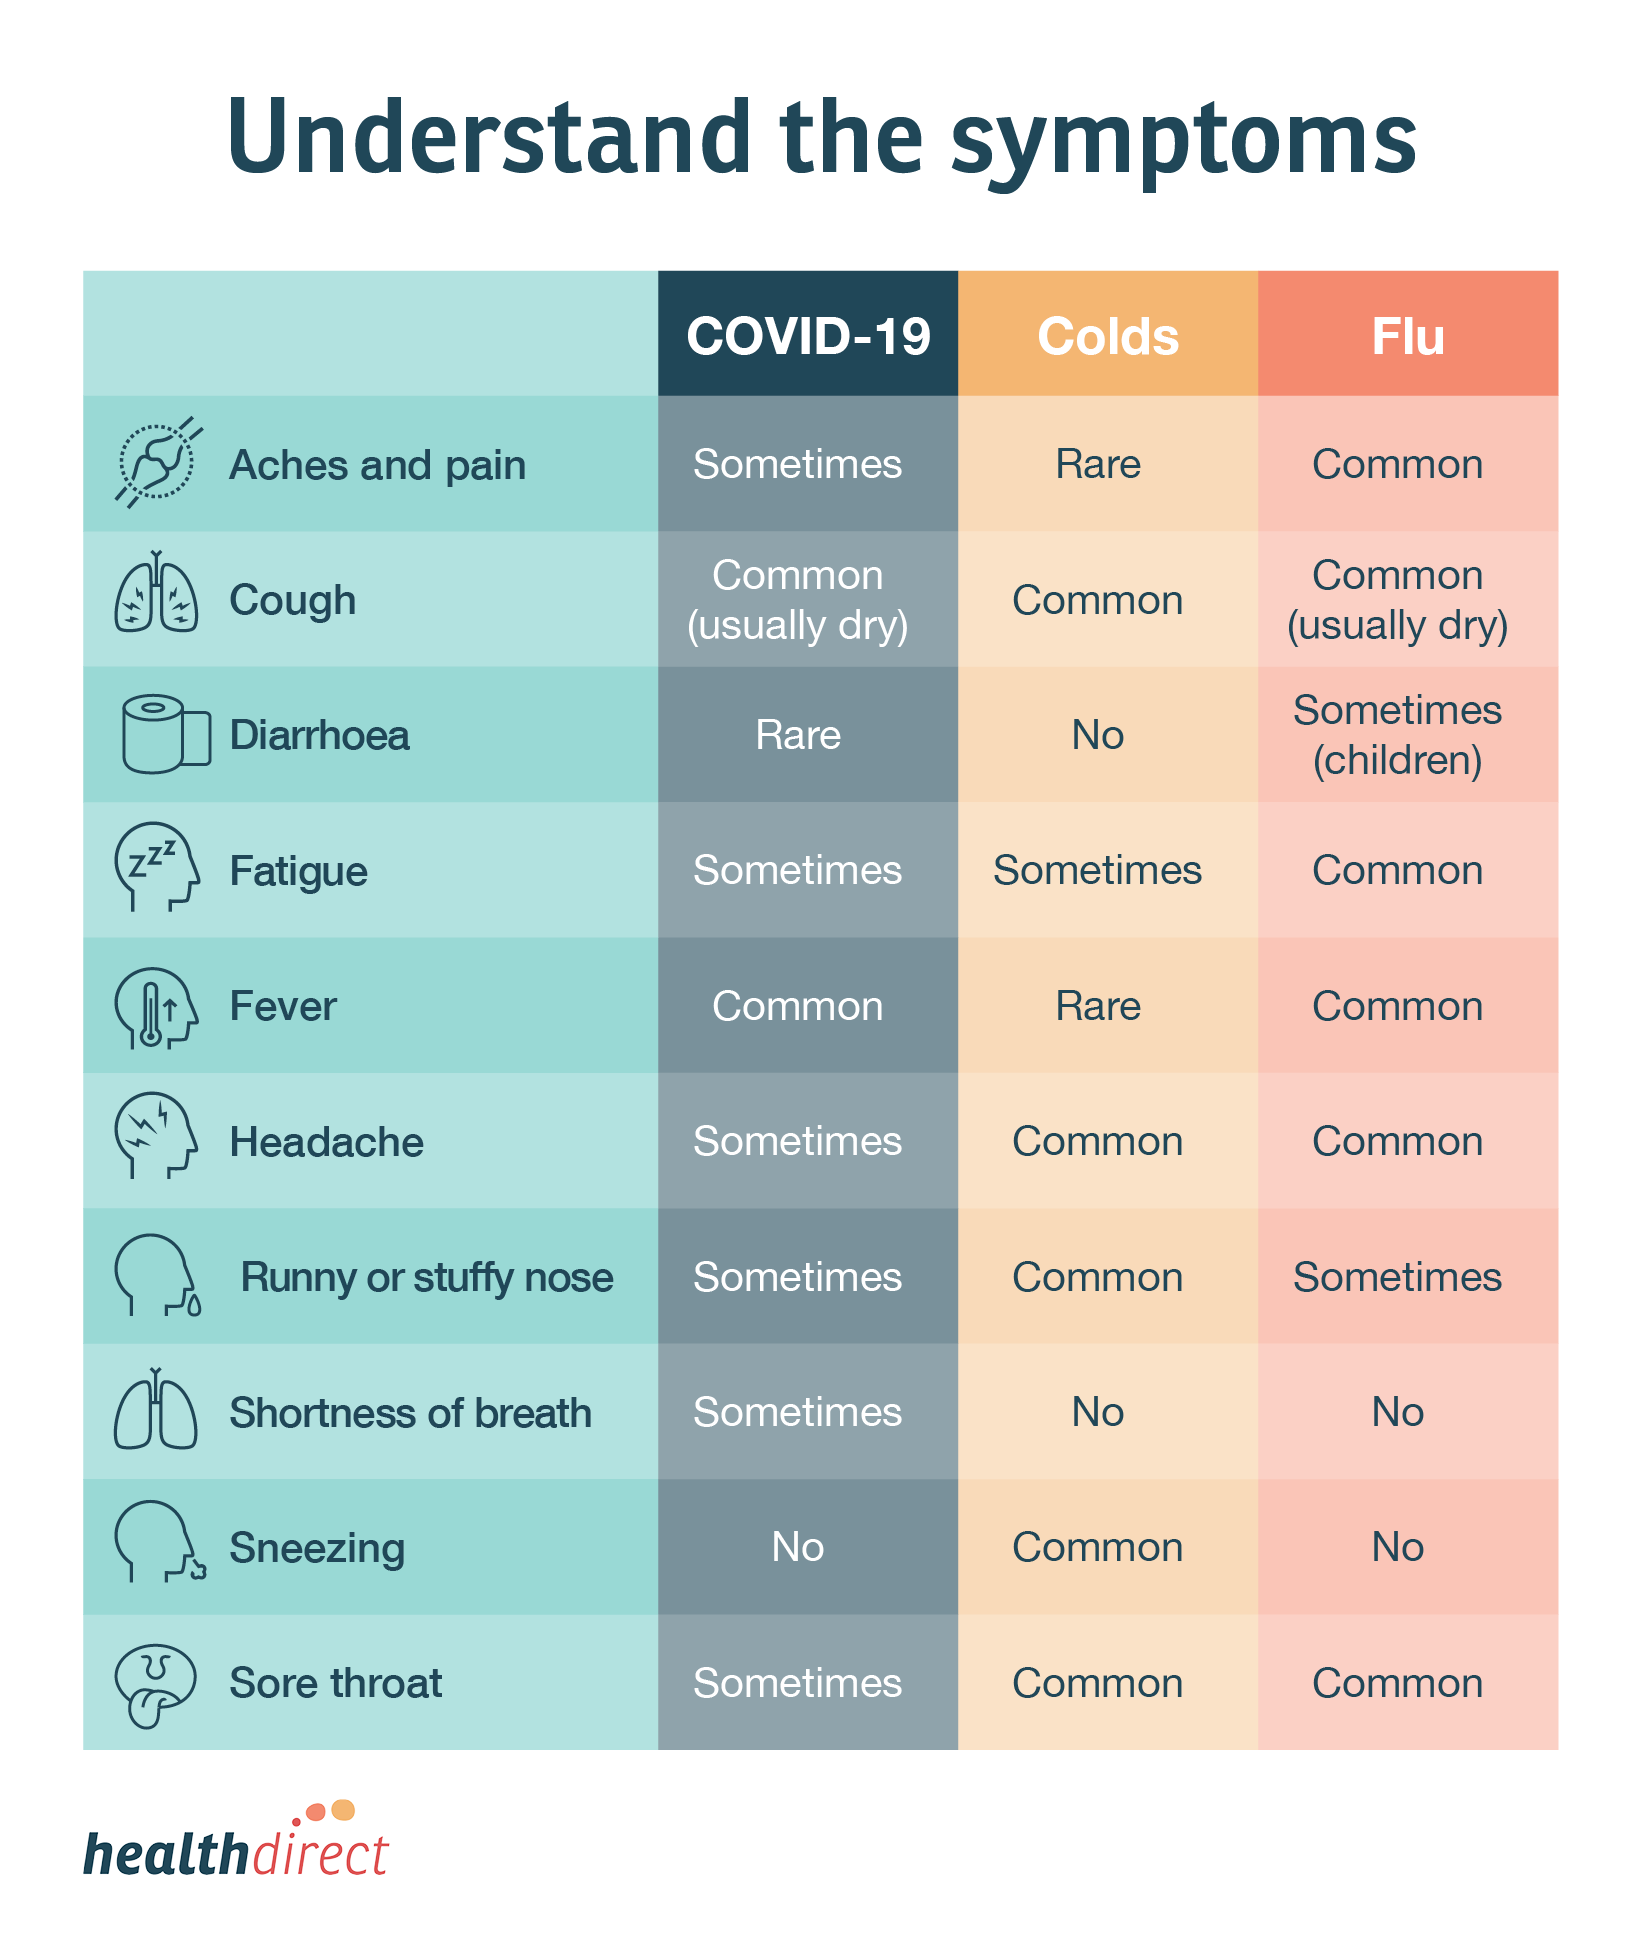 Understand the symptoms
COVID-19 Colds Flu
Aches and pain Sometimes Rare Common
Cough Common (usually dry) Common Common (usually dry)
Diarrhoea Rare No Sometimes (children)
Fatigue Sometimes Sometimes Common
Fever Common Rare Common
Headache Sometimes Common Common
Runny or stuffy nose Sometimes Common Sometimes
Shortness of breath Sometimes No No
Sneezing No Common No
Sore throat Sometimes Common Common
healthdirect